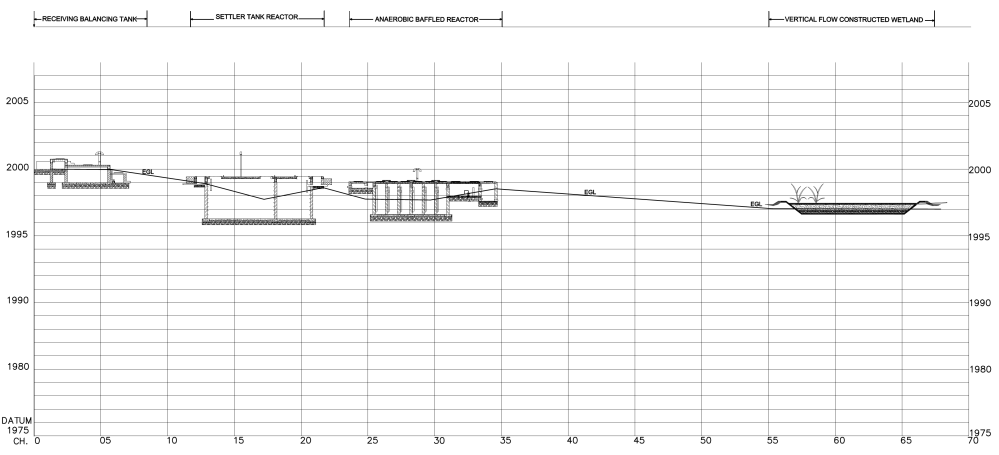 RECEIVING BALANCING TANK
SETTLER TANK REACTOR
ANAEROBIC BAFFLED REACTOR
VERTICAL FLOW CONSTRUCTED WETLAND
2005
2005
2000
EGL
2000
EGL
EGL
1995
1995
1990
1990
1980
1980
DATUM
1975
1975
CH. 0 05 10 15 20 25 30 35 40 45 50 55 60 65 70